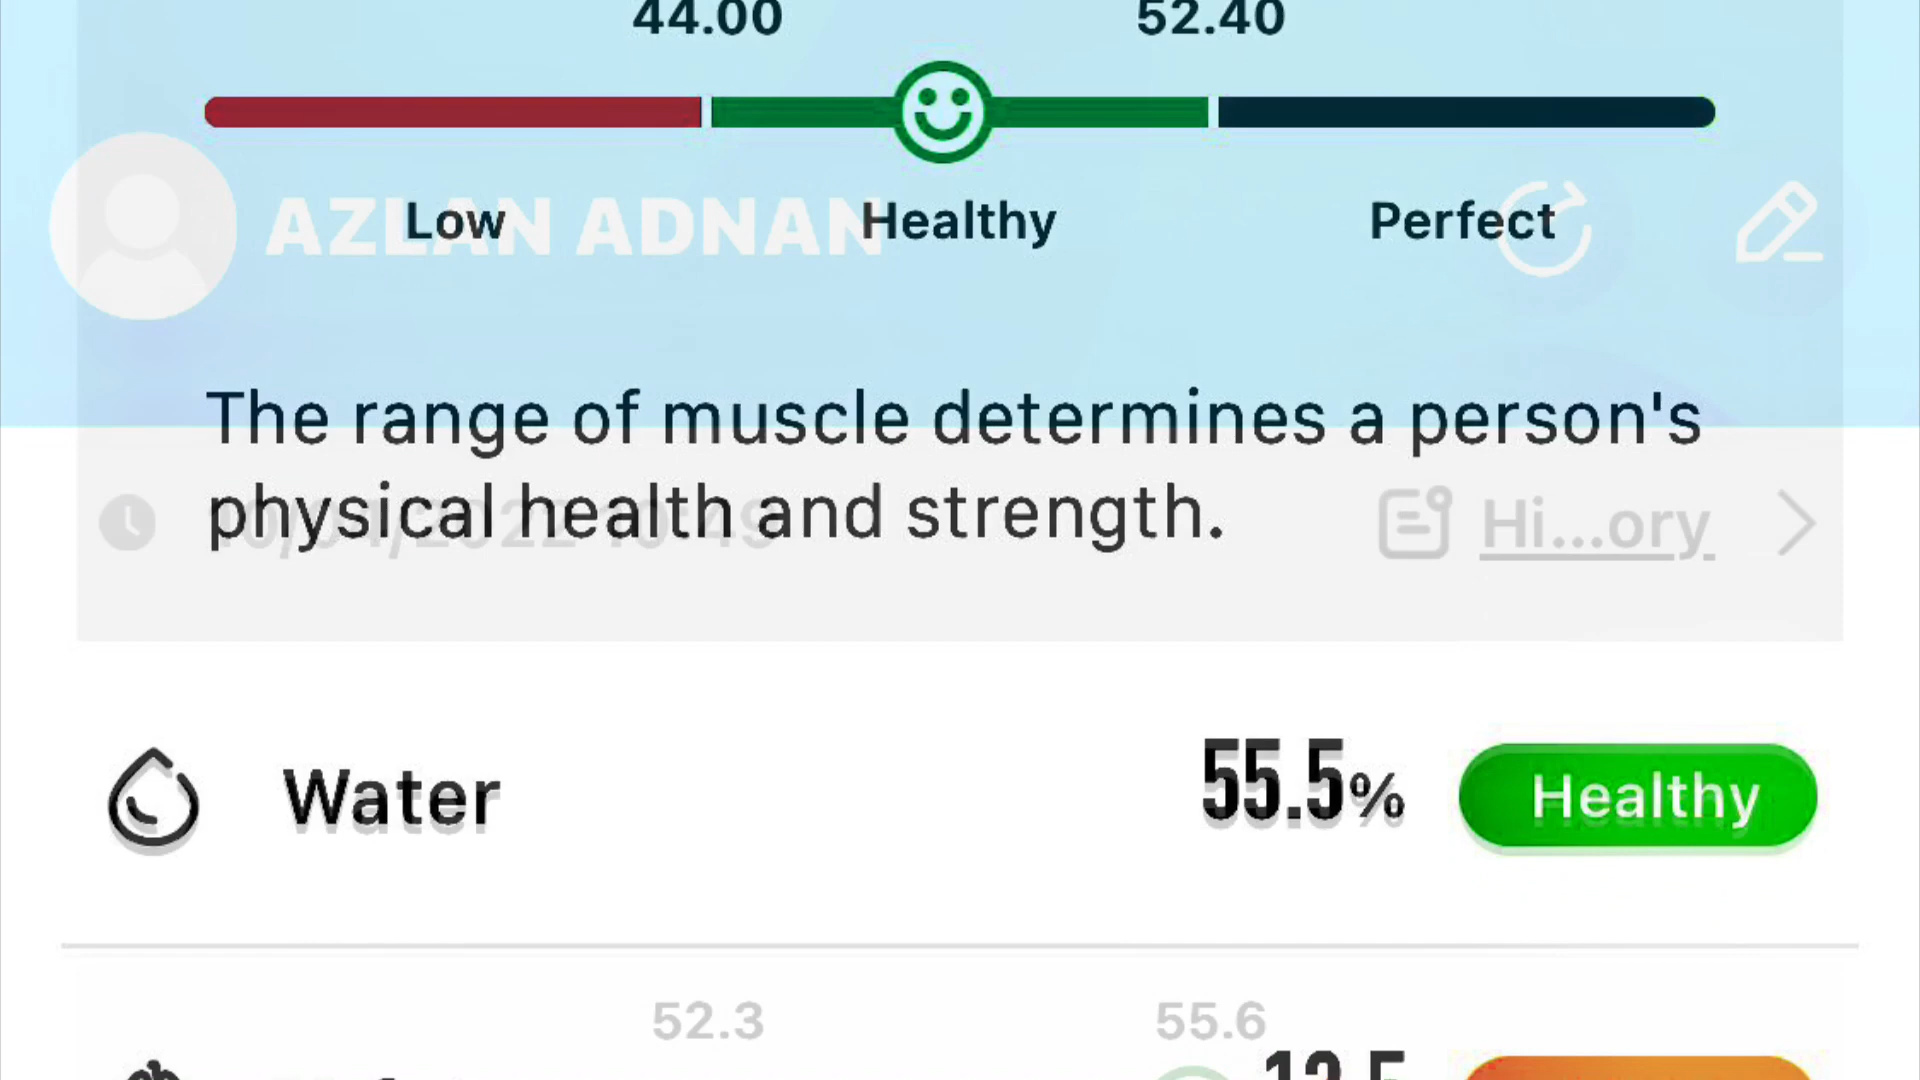 44.00 52.40
AZLAN ADNAN
Low Healthy Perfect
The range of muscle determines a person's
physical health and strength.
Hi...ory
Water 55.5% Healthy
52.3 55.6